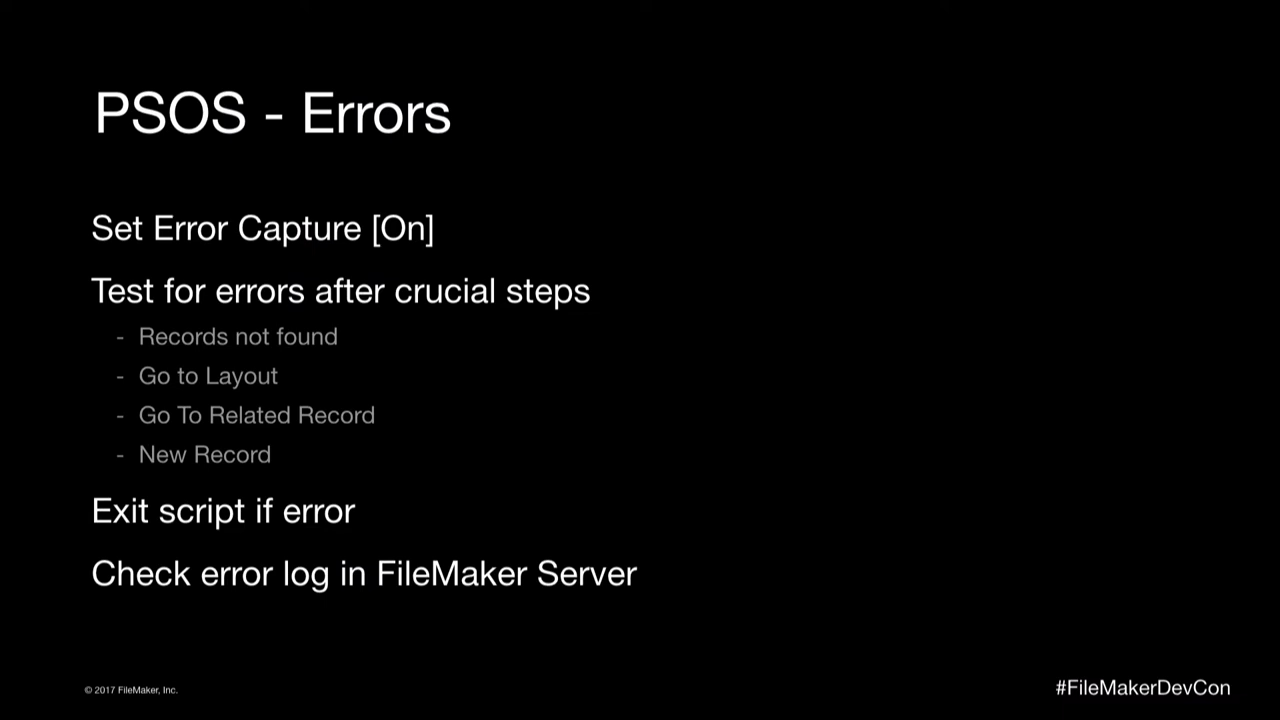 PSOS - Errors
Set Error Capture [On]
Test for errors after crucial steps
- Records not found
- Go to Layout
- Go To Related Record
- New Record
Exit script if error
Check error log in FileMaker Server
© 2017 FileMaker, Inc.
#FileMakerDevCon